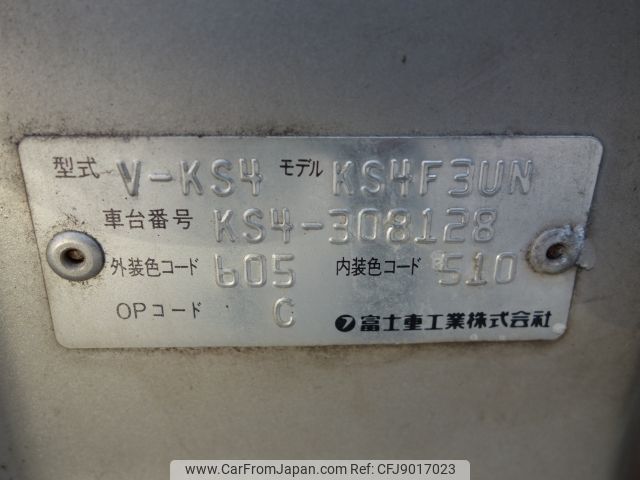 型式 V-KS4 モデル KS4F3UN
車台番号 KS4-308128
外装色コード 605 内装色コード 510
OPコード C フ 富士重工業株式会社
www.CarFromJapan.com | ©CFJ9017023